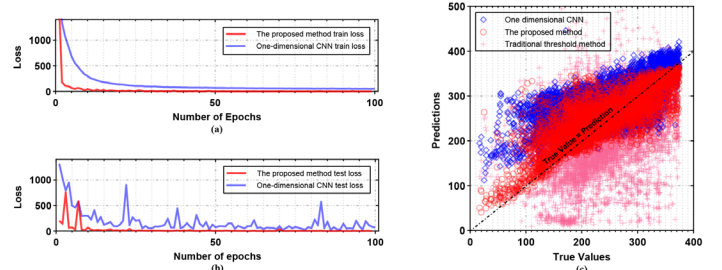 The proposed method train loss
One-dimensional CNN train loss
Loss
1000
500
0
0
50
100
Number of Epochs
(a)
The proposed method test loss
One-dimensional CNN test loss
Loss
1000
500
0
0
50
100
Number of epochs
(b)
One dimensional CNN
The proposed method
Traditional threshold method
True Value = Prediction
Predictions
500
400
300
200
100
0
0
100
200
300
400
True Values
(c)